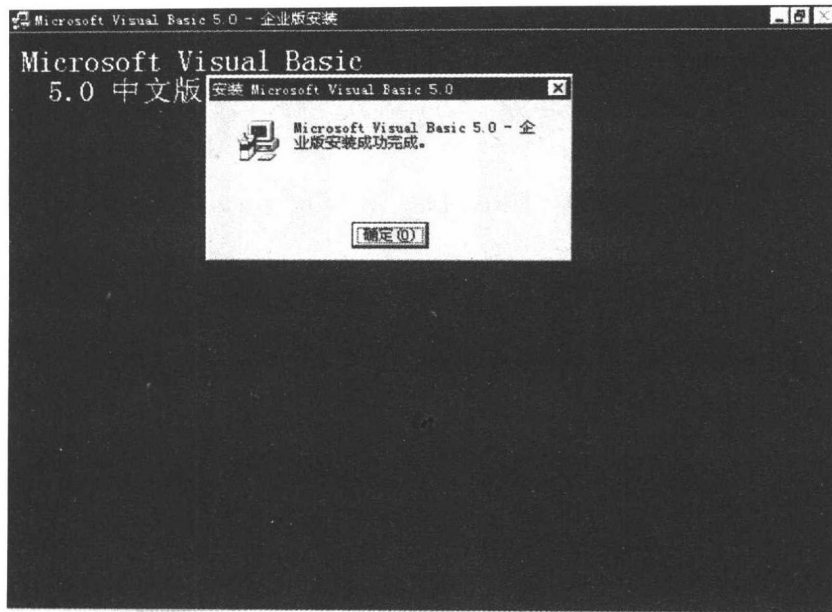 Microsoft Visual Basic 5.0 - 企业版安装
Microsoft Visual Basic
5.0 中文版
安装 Microsoft Visual Basic 5.0
Microsoft Visual Basic 5.0 - 企
业版安装成功完成。
确定(O)